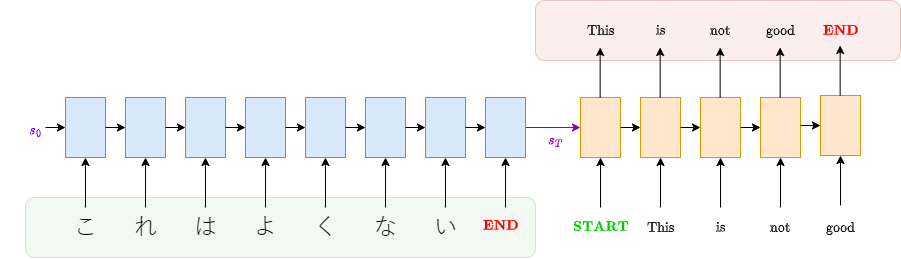 This is not good END
s₀
s_T
こ れ は よ く な い END
START This is not good